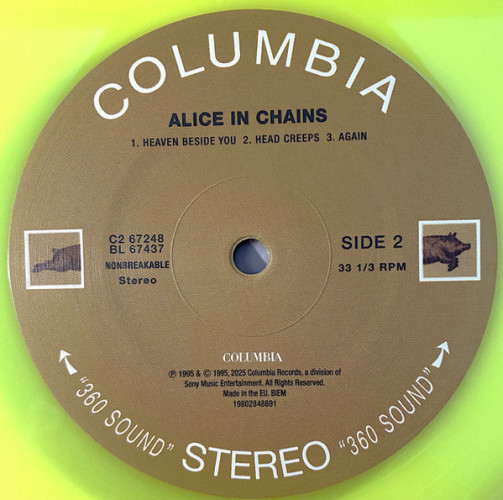 COLUMBIA
ALICE IN CHAINS
1. HEAVEN BESIDE YOU 2. HEAD CREEPS 3. AGAIN
C2 67248
BL 67437
NONBREAKABLE
Stereo
SIDE 2
33 1/3 RPM
COLUMBIA
℗ 1995 & © 1995, 2025 Columbia Records, a division of
Sony Music Entertainment. All Rights Reserved.
Made in the EU. BIEM
19802848891
"360 SOUND" STEREO "360 SOUND"